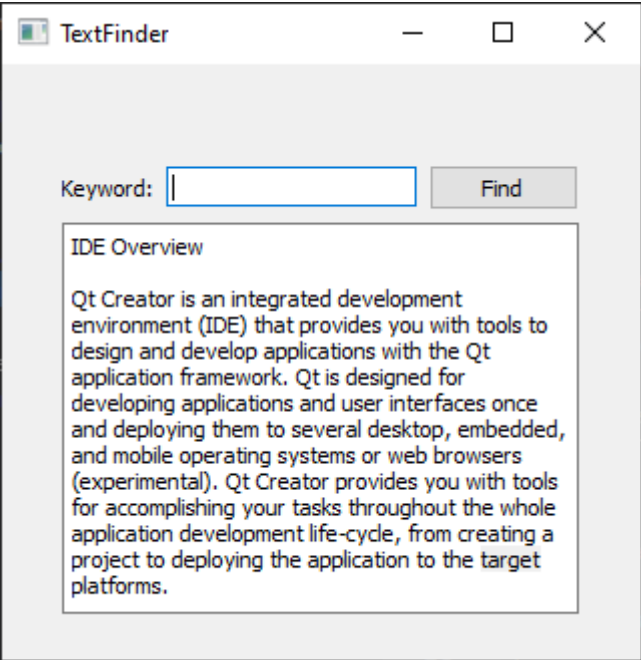 TextFinder
Keyword:
Find
IDE Overview
Qt Creator is an integrated development
environment (IDE) that provides you with tools to
design and develop applications with the Qt
application framework. Qt is designed for
developing applications and user interfaces once
and deploying them to several desktop, embedded,
and mobile operating systems or web browsers
(experimental). Qt Creator provides you with tools
for accomplishing your tasks throughout the whole
application development life-cycle, from creating a
project to deploying the application to the target
platforms.